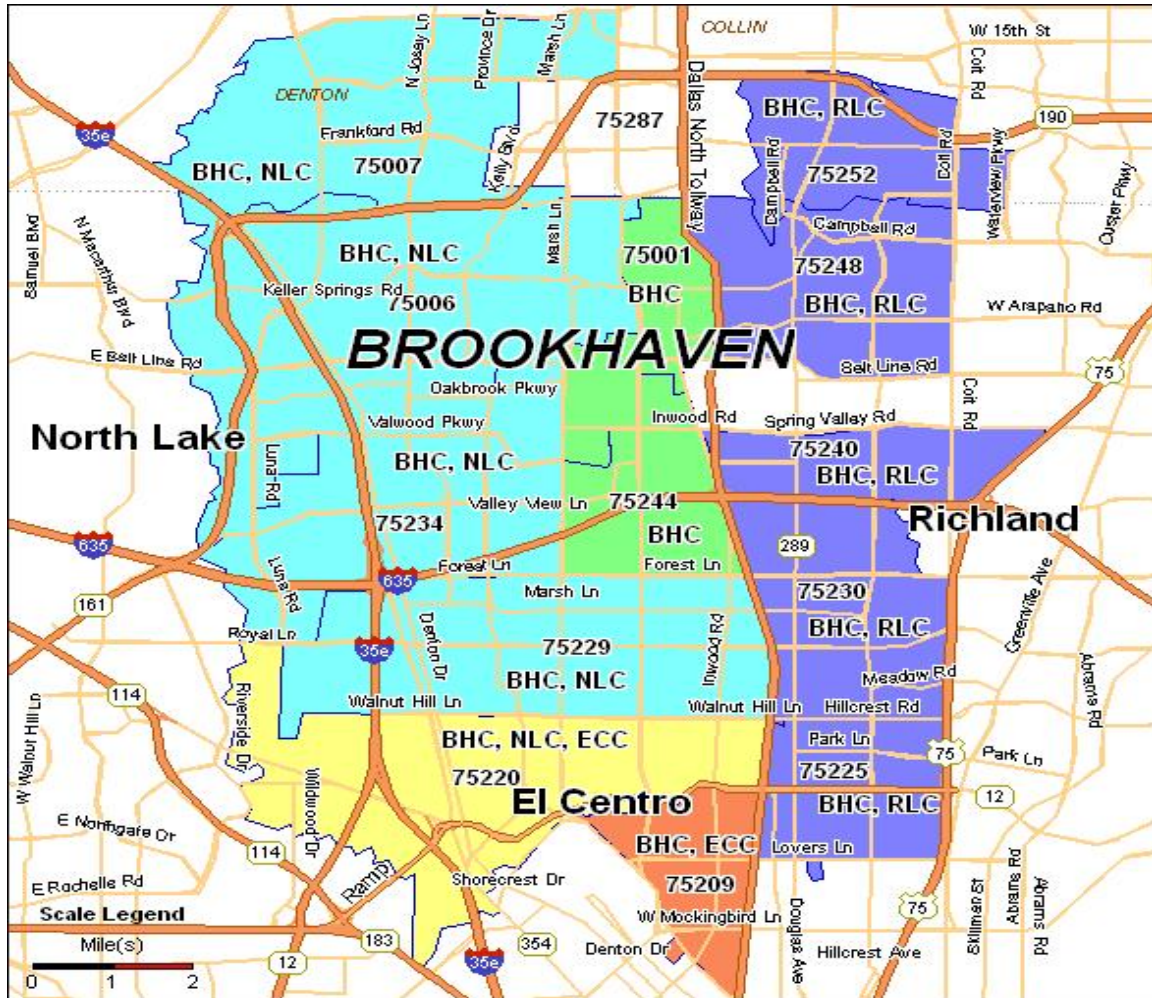 COLLIN
W 15th St
N Josey Ln
Province Dr
Marsh Ln
Coit Rd
35e
DENTON
Frankford Rd
75287
Dallas North Tollway
BHC, RLC
190
BHC, NLC
75007
Kelly Blvd
Campbell Rd
75252
Coit Rd
Waterview Pkwy
Custer Pkwy
Samuel Blvd
N Macarthur Blvd
BHC, NLC
Marsh Ln
75001
Campbell Rd
75248
Keller Springs Rd
75006
BHC
BHC, RLC
W Arapaho Rd
BROOKHAVEN
E Belt Line Rd
Belt Line Rd
75
Oakbrook Pkwy
Coit Rd
North Lake
Valwood Pkwy
Inwood Rd
Spring Valley Rd
75240
Luna Rd
BHC, NLC
BHC, RLC
Valley View Ln
75244
75234
Richland
635
BHC
289
Forest Ln
Forest Ln
635
Luna Rd
161
Marsh Ln
75230
Greenville Ave
Royal Ln
Denton Dr
35e
75229
Inwood Rd
BHC, RLC
BHC, NLC
Meadow Rd
Abrams Rd
114
Riverside Dr
W Walnut Hill Ln
Walnut Hill Ln
Walnut Hill Ln
Hillcrest Rd
BHC, NLC, ECC
Park Ln
75
Park Ln
75220
75225
Wildwood Dr
El Centro
BHC, RLC
12
E Northgate Dr
114
BHC, ECC
Lovers Ln
Ramp
E Rochelle Rd
Shorecrest Dr
75209
Skillman St
Abrams Rd
Abrams Rd
Scale Legend
W Mockingbird Ln
Douglas Ave
75
Mile(s)
183
354
Denton Dr
Hillcrest Ave
12
35e
0 1 2